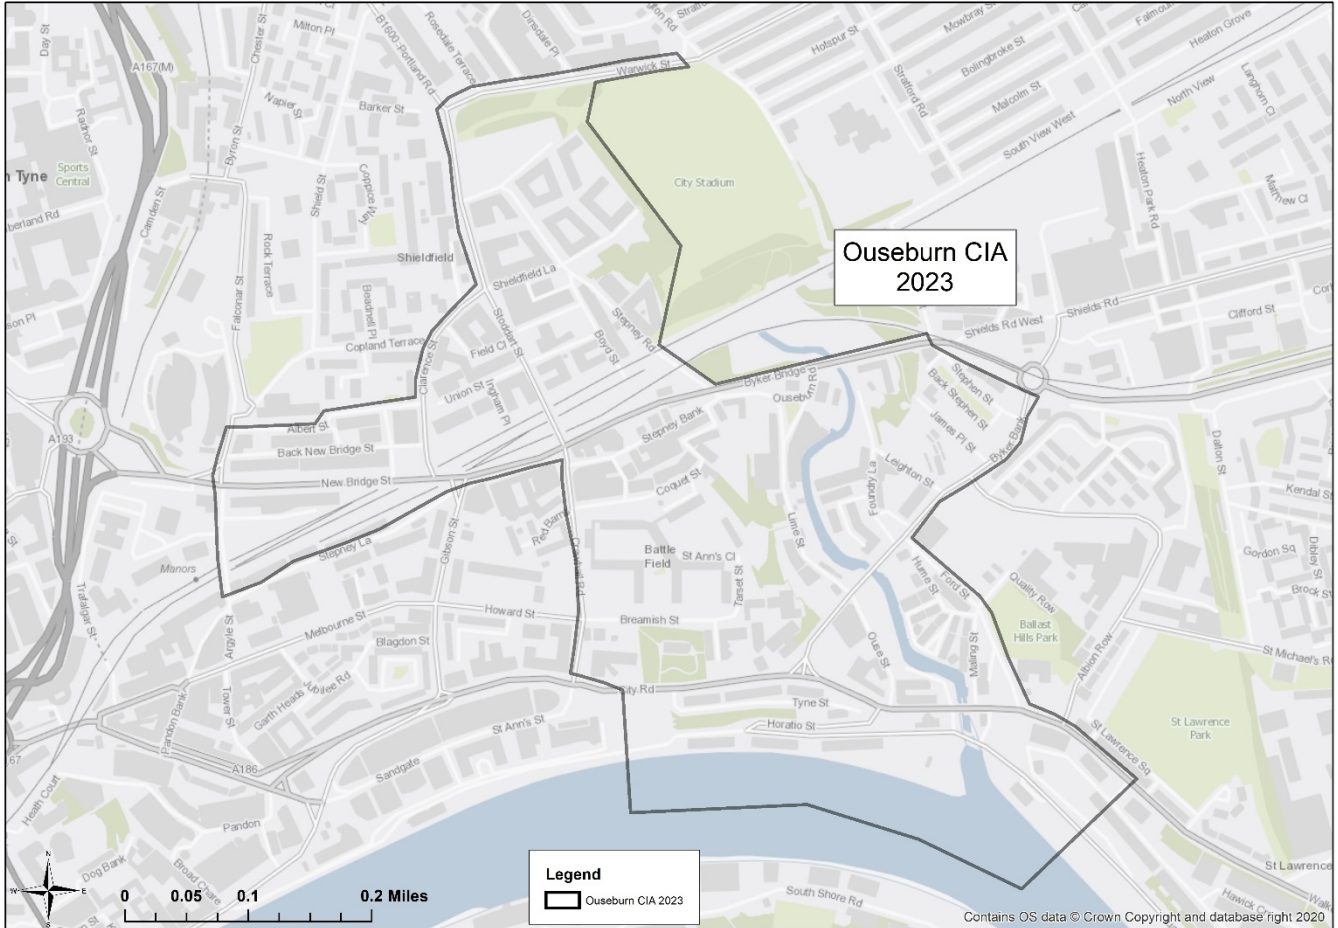 Day St
A167(M)
Milton Pl
Chester St
B1600-Portland Rd
Rosedale Terrace
Dinsdale Pl
Warwick St
Hotspur St
Mowbray St
Bolingbroke St
Heaton Grove
Stratford Rd
Malcolm St
North View
Langhorn Cl
South View West
Heaton Park Rd
Napier St
Barker St
Radnor St
Byron St
Sports
Central
Camden St
Shield St
Coppice Way
City Stadium
Rock Terrace
Shieldfield
Shieldfield La
Falconar St
Beadnell Pl
Copland Terrace
Clarence St
Stoddart St
Field Cl
Boyd St
Stepney Rd
Union St
Ingham Pl
Ouseburn CIA
2023
Shields Rd West
Shields Rd
Clifford St
Byker Bridge
Stephen St
Back Stephen St
James Pl St
Byker Bank
Albert St
Back New Bridge St
New Bridge St
A193
Stepney Bank
Coquet St
Leighton St
Foundry La
Lime St
Dalton St
Kendal St
Gordon Sq
Dibley St
Brock St
Manors
Stepney La
Gibson St
Red Barns
Crawhall Rd
Battle
Field
St Ann's Cl
Tarset St
Hume St
Ford St
Quality Row
Ballast
Hills Park
Trafalgar St
Argyle St
Melbourne St
Howard St
Breamish St
Blagdon St
Ouse St
Maling St
Albion Row
Pandon Bank
Tower St
Garth Heads
Jubilee Rd
City Rd
Tyne St
Horatio St
St Ann's St
St Lawrence Sq
St Lawrence
Park
A186
Sandgate
Heath Court
Pandon
Dog Bank
Broad Chare
St Lawrence
South Shore Rd
N
W E
S
0 0.05 0.1 0.2 Miles
Legend
Ouseburn CIA 2023
Contains OS data © Crown Copyright and database right 2020